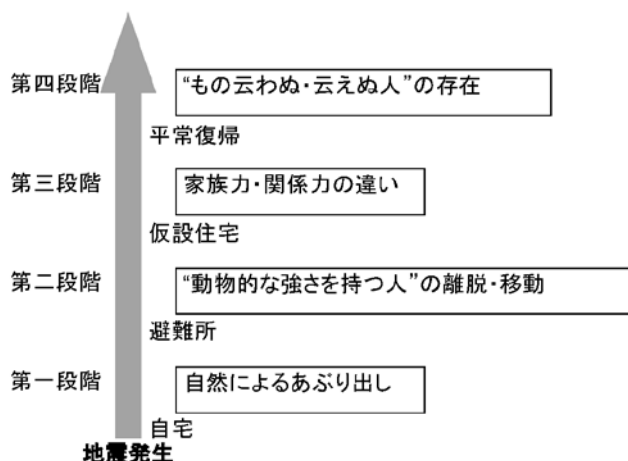 第四段階
“もの云わぬ・云えぬ人”の存在
平常復帰
第三段階
家族力・関係力の違い
仮設住宅
第二段階
“動物的な強さを持つ人”の離脱・移動
避難所
第一段階
自然によるあぶり出し
自宅
地震発生